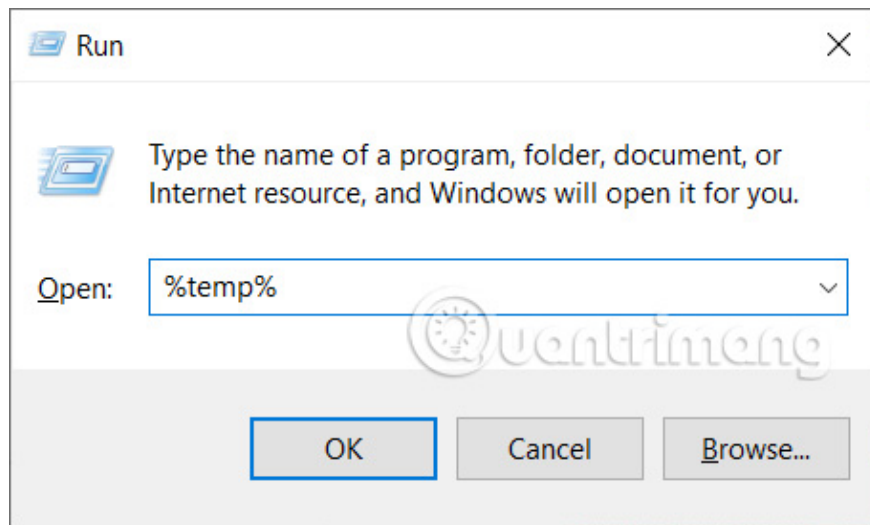 Run
Type the name of a program, folder, document, or
Internet resource, and Windows will open it for you.
Open: %temp%
Quantrimang
OK Cancel Browse...